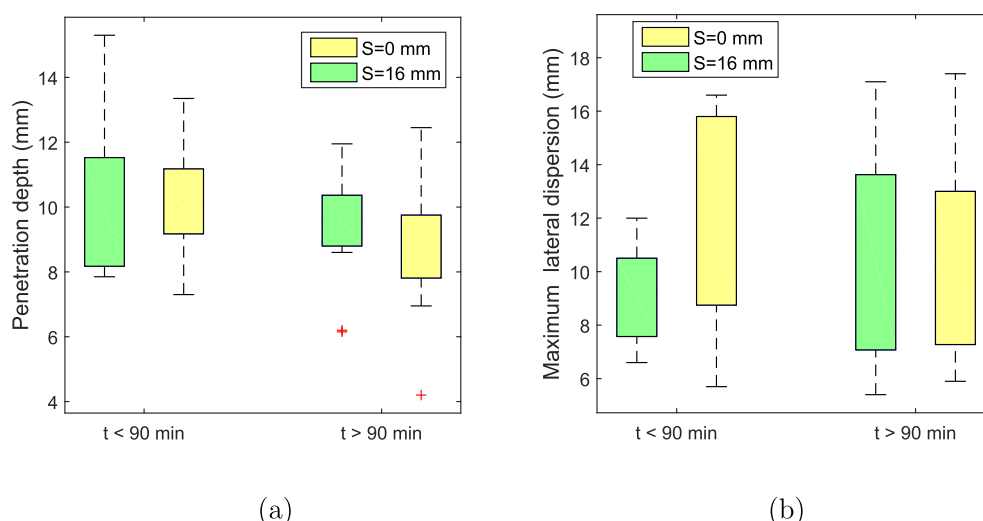 Penetration depth (mm)
14
12
10
8
6
4
S=0 mm
S=16 mm
t < 90 min
t > 90 min
(a)
Maximum lateral dispersion (mm)
18
16
14
12
10
8
6
S=0 mm
S=16 mm
t < 90 min
t > 90 min
(b)